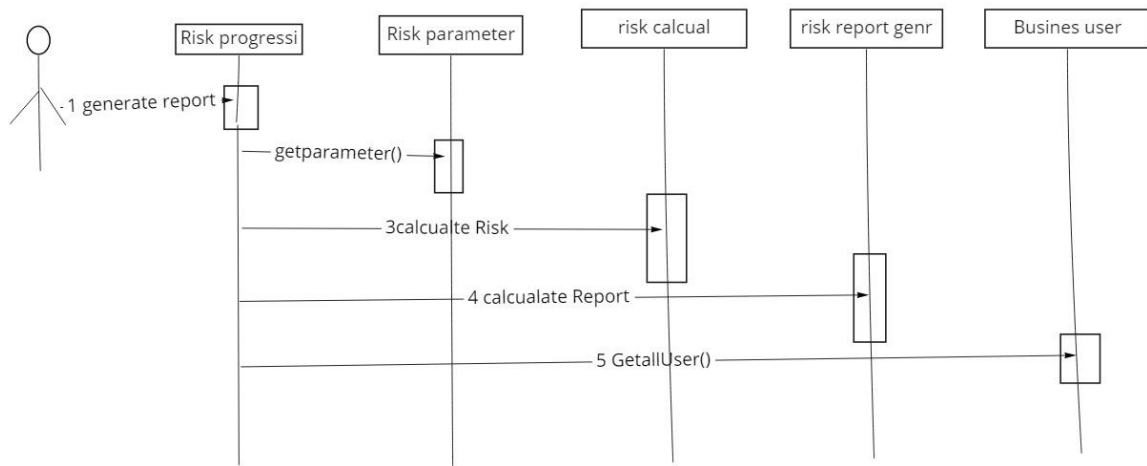 Risk progressi
Risk parameter
risk calcual
risk report genr
Busines user
1 generate report
getparameter()
3calcualte Risk
4 calcualate Report
5 GetallUser()